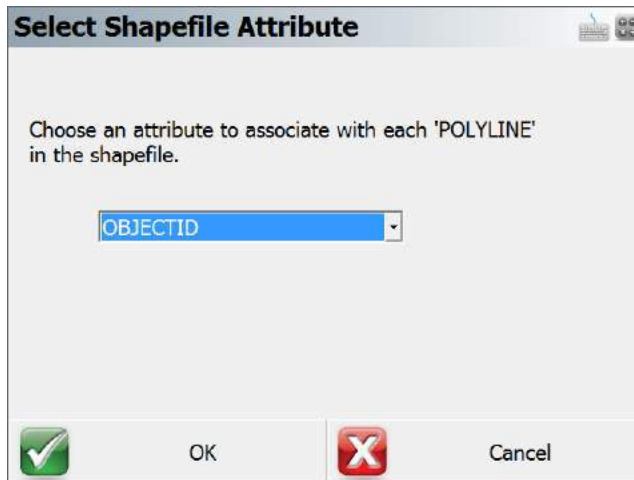 Select Shapefile Attribute
Choose an attribute to associate with each 'POLYLINE'
in the shapefile.
OBJECTID
OK
Cancel